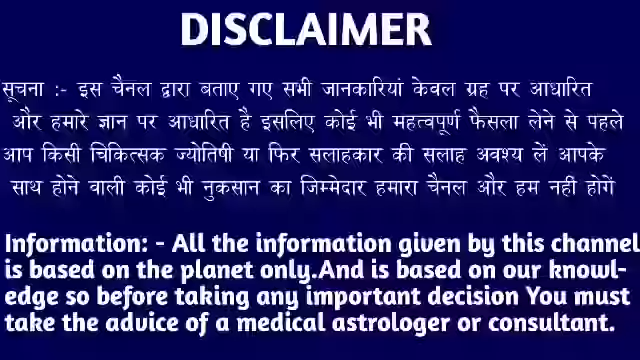 DISCLAIMER
सूचना :- इस चैनल द्वारा बताए गए सभी जानकारियां केवल ग्रह पर आधारित
और हमारे ज्ञान पर आधारित है इसलिए कोई भी महत्वपूर्ण फैसला लेने से पहले
आप किसी चिकित्सक ज्योतिषी या फिर सलाहकार की सलाह अवश्य लें आपके
साथ होने वाली कोई भी नुकसान का जिम्मेदार हमारा चैनल और हम नही होगें
Information: - All the information given by this channel
is based on the planet only.And is based on our knowl-
edge so before taking any important decision You must
take the advice of a medical astrologer or consultant.